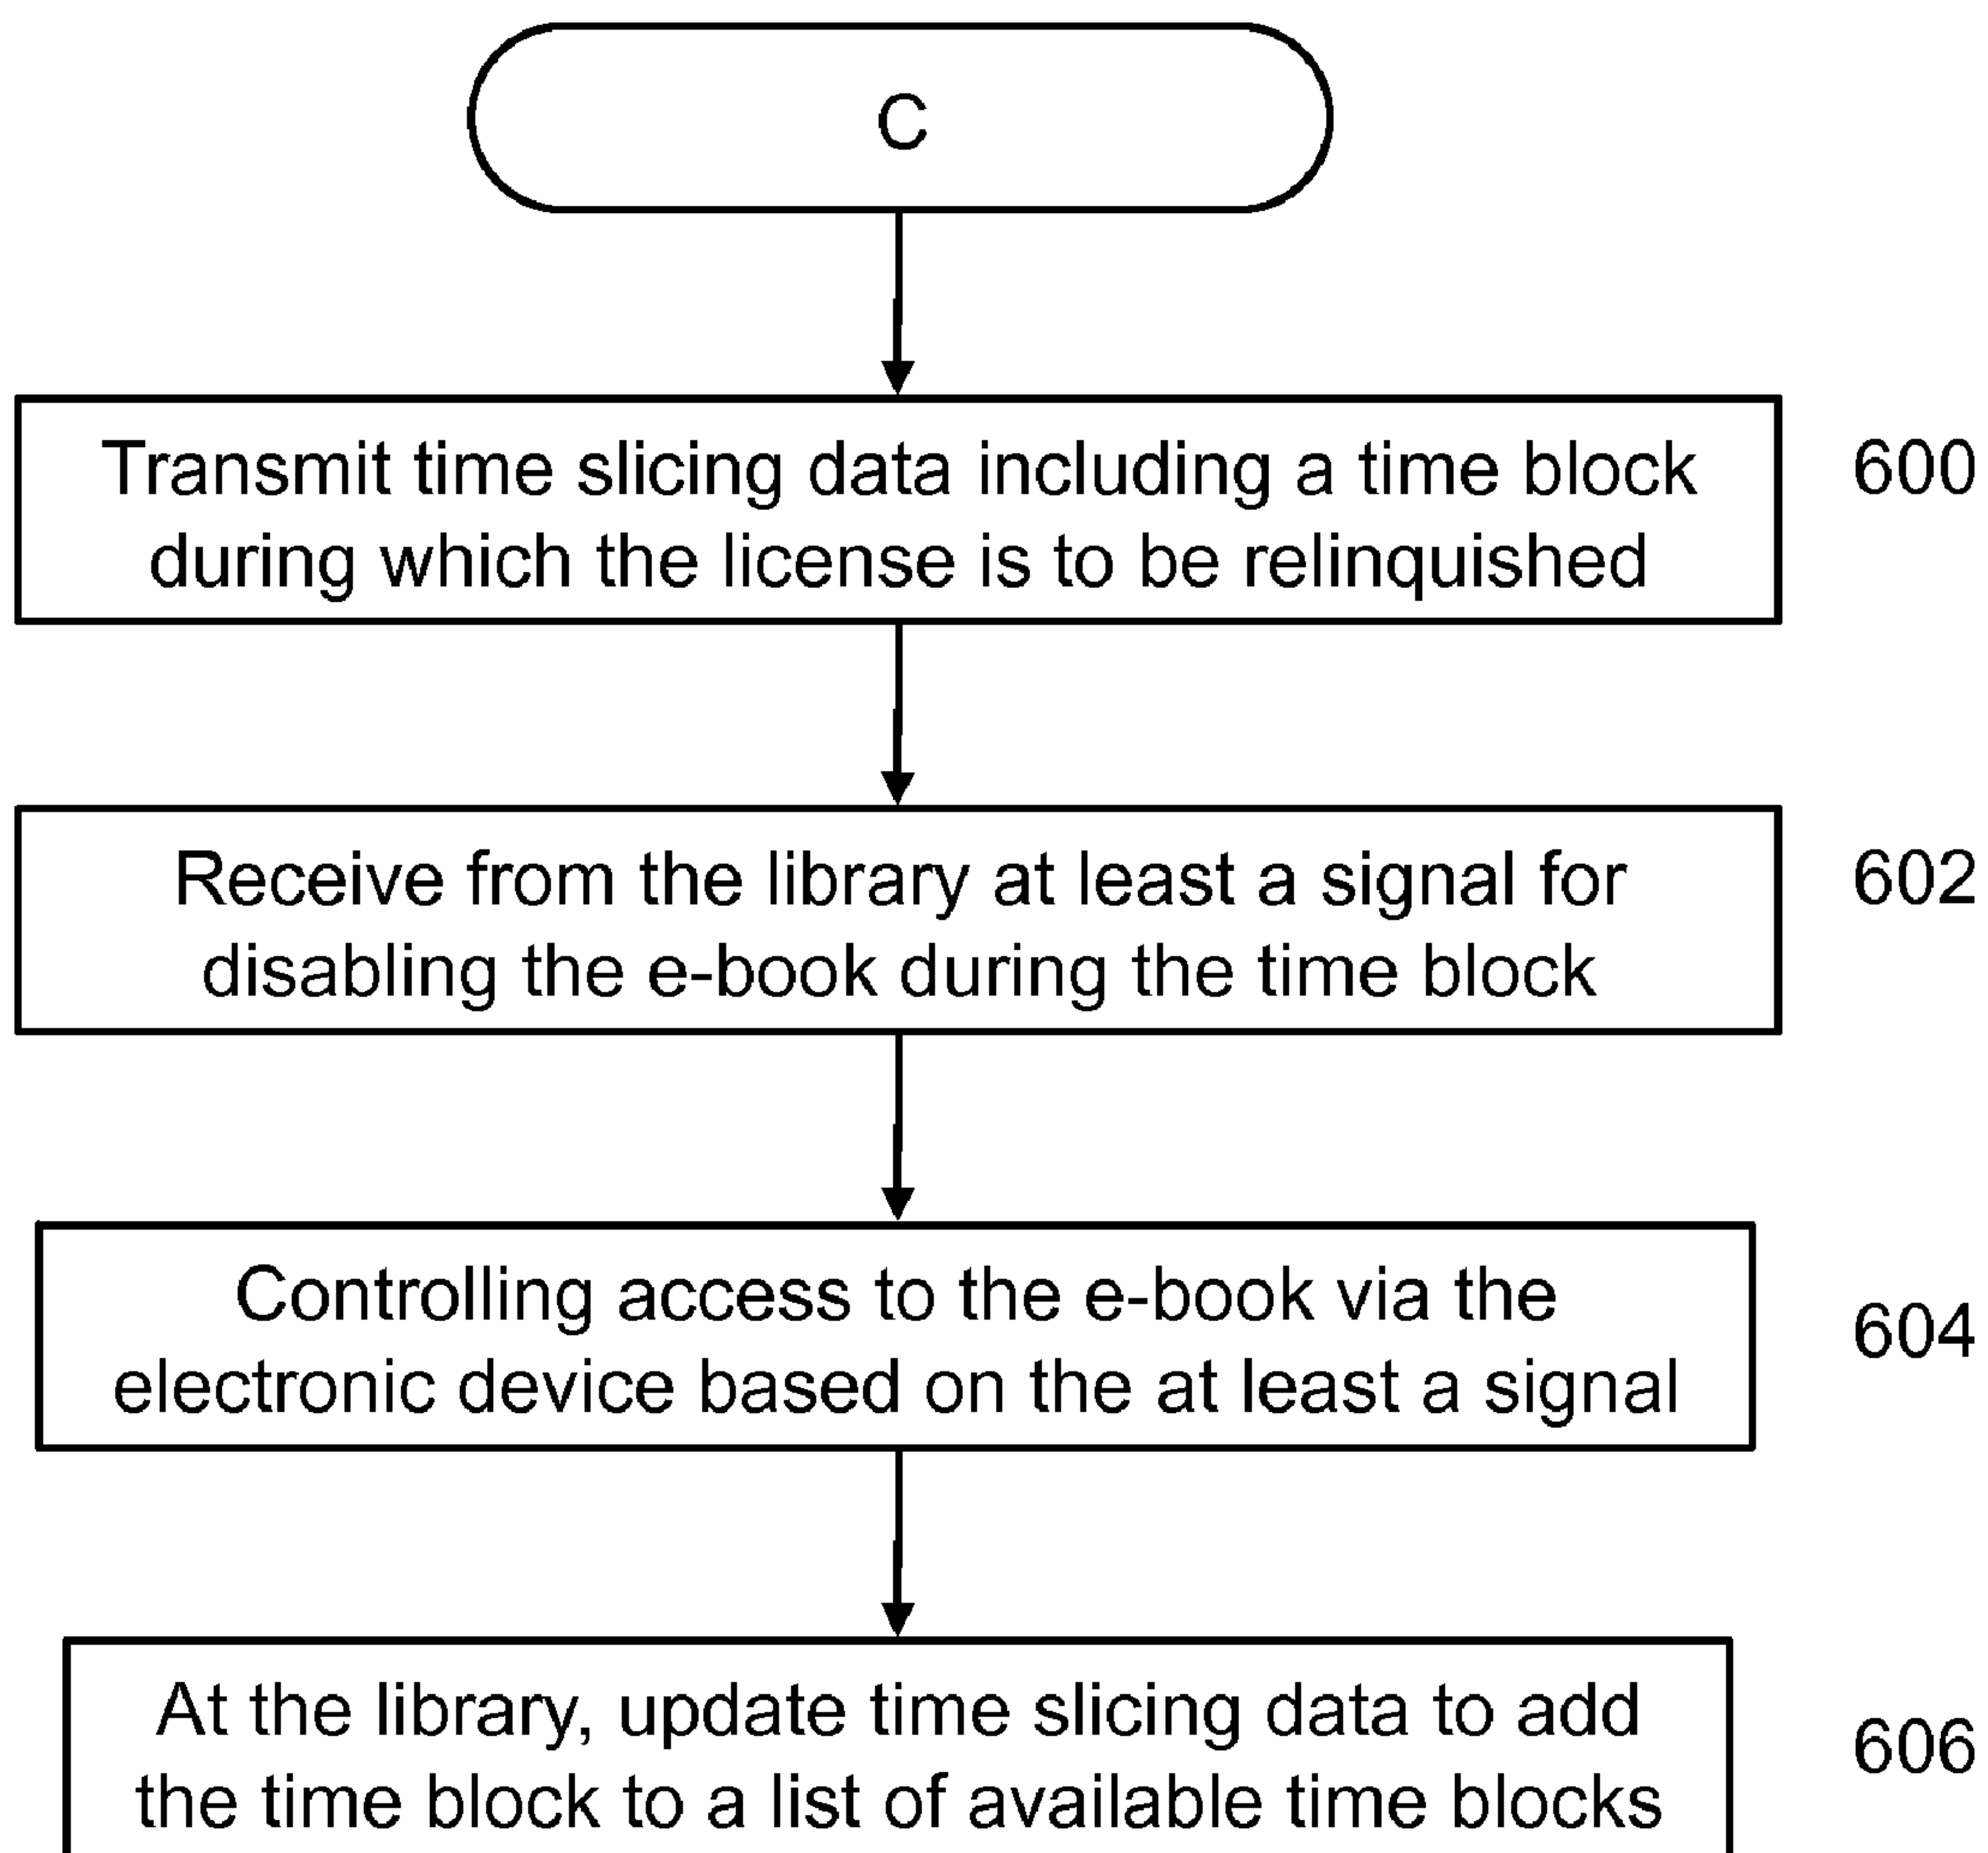 C
Transmit time slicing data including a time block
during which the license is to be relinquished
600
Receive from the library at least a signal for
disabling the e-book during the time block
602
Controlling access to the e-book via the
electronic device based on the at least a signal
604
At the library, update time slicing data to add
the time block to a list of available time blocks
606